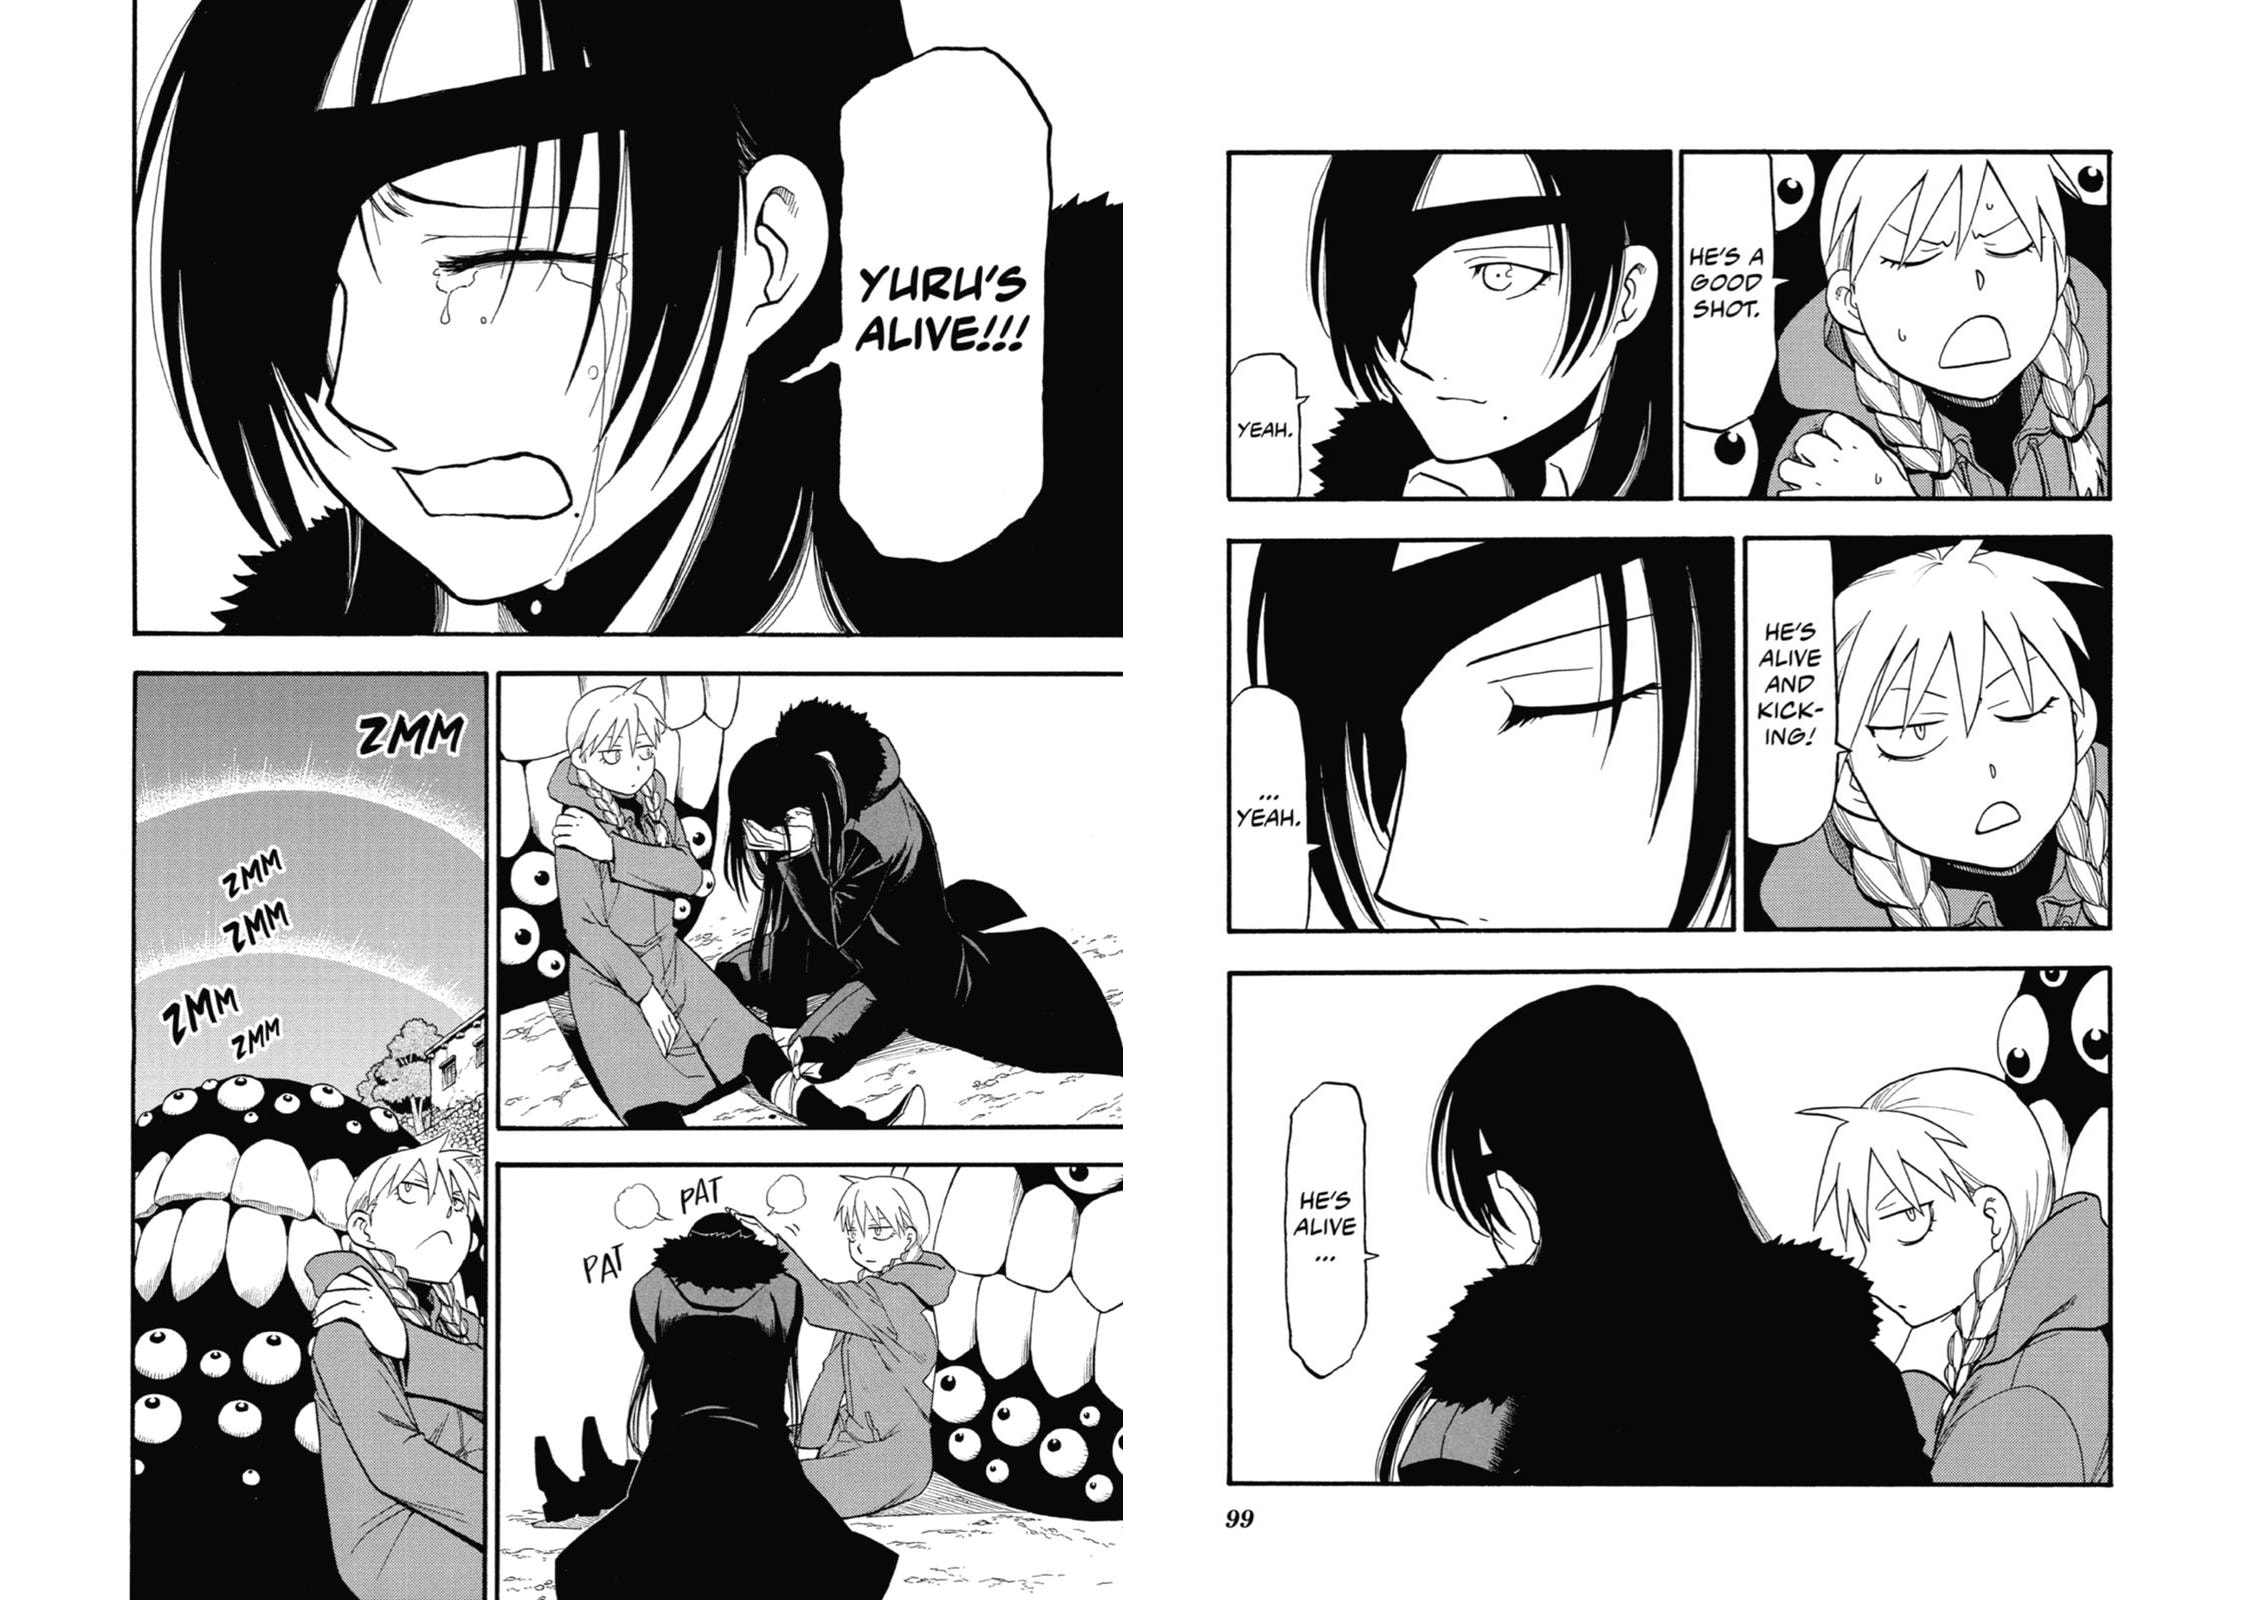 HE'S A
GOOD
SHOT.
YEAH.
HE'S
ALIVE
AND
KICK-
ING!
...
YEAH.
HE'S
ALIVE
...
99
YURU'S
ALIVE!!!
PAT
PAT
ZMM
ZMM
ZMM
ZMM
ZMM